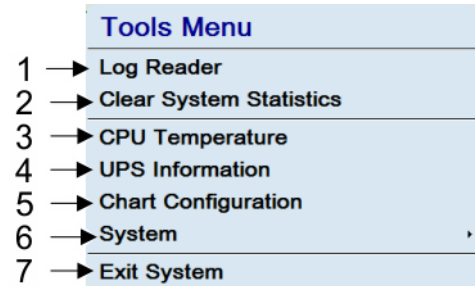 Tools Menu
1 Log Reader
2 Clear System Statistics
3 CPU Temperature
4 UPS Information
5 Chart Configuration
6 System
7 Exit System